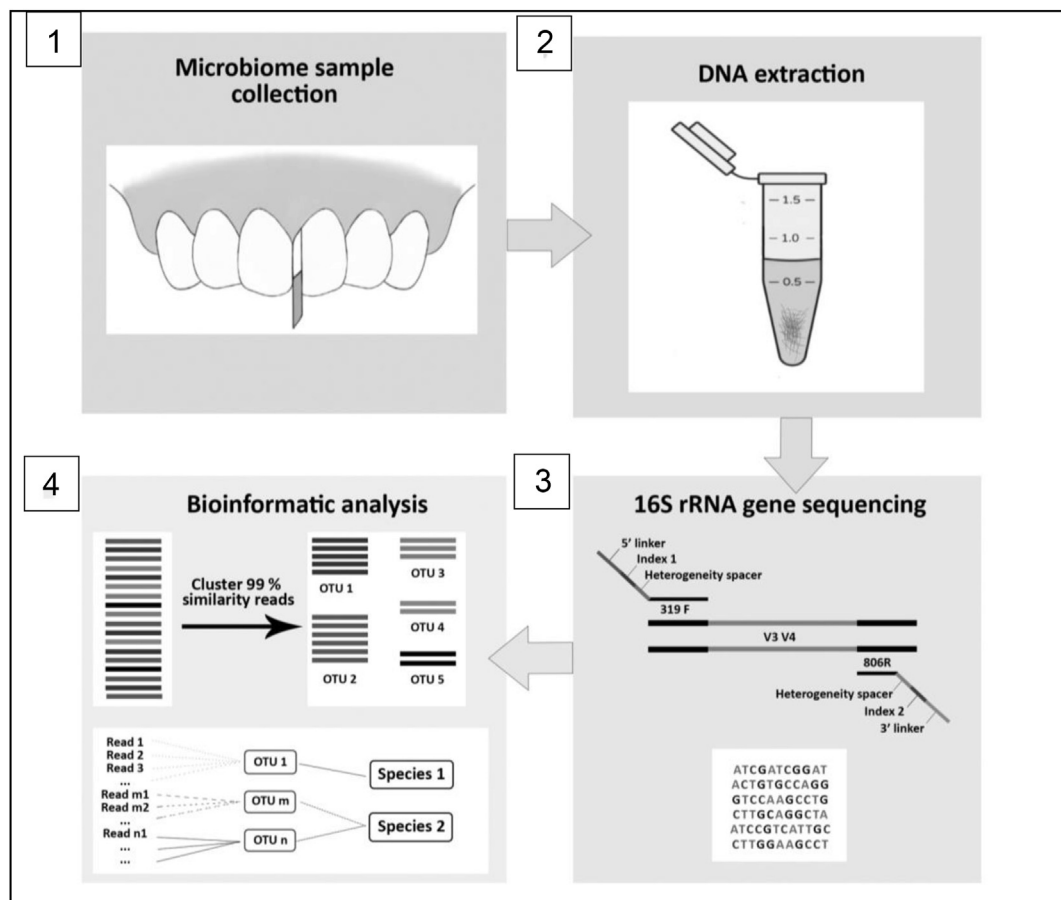 1
Microbiome sample
collection
2
DNA extraction
1.5
1.0
0.5
3
16S rRNA gene sequencing
5' linker
Index 1
Heterogeneity spacer
319 F
V3 V4
806R
Heterogeneity spacer
Index 2
3' linker
ATCGATCGGAT
ACTGTGCCAGG
GTCCAAGCCTG
CTTGCAGGCTA
ATCCGTCATTGC
CTTGGAAGCCT
4
Bioinformatic analysis
Cluster 99 %
similarity reads
OTU 1
OTU 3
OTU 4
OTU 2
OTU 5
Read 1
Read 2
Read 3
...
Read m1
Read m2
...
Read n1
...
...
OTU 1
OTU m
OTU n
Species 1
Species 2